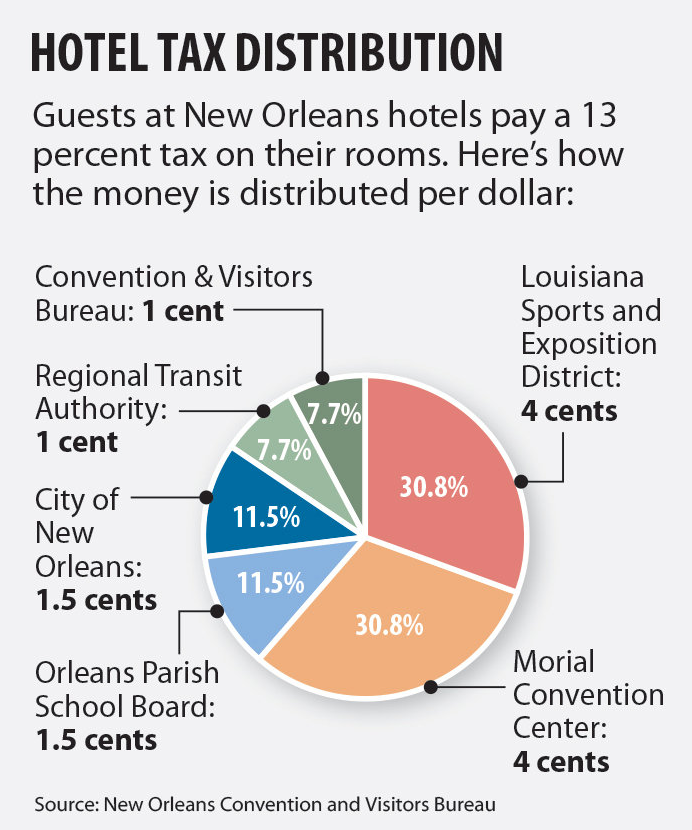 HOTEL TAX DISTRIBUTION
Guests at New Orleans hotels pay a 13
percent tax on their rooms. Here’s how
the money is distributed per dollar:
Convention & Visitors
Bureau: 1 cent
Louisiana
Sports and
Exposition
District:
4 cents
Regional Transit
Authority:
1 cent
City of
New
Orleans:
1.5 cents
Orleans Parish
School Board:
1.5 cents
7.7%
7.7%
11.5%
11.5%
30.8%
30.8%
Morial
Convention
Center:
4 cents
Source: New Orleans Convention and Visitors Bureau